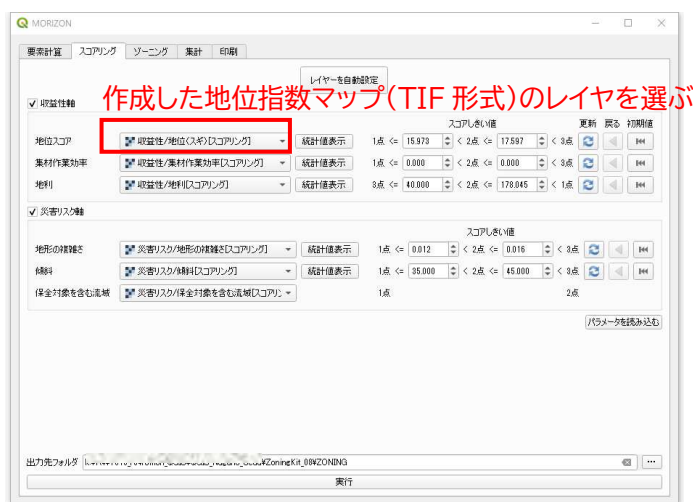 MORIZON
要素計算 スコアリング ゾーニング 集計 印刷
レイヤーを自動設定
作成した地位指数マップ(TIF 形式)のレイヤを選ぶ
収益性軸
スコアしきい値 更新 戻る 初期値
地位スコア 収益性/地位(スギ)[スコアリング] 統計値表示 1点 <= 15.973 < 2点 <= 17.597 < 3点
集材作業効率 収益性/集材作業効率[スコアリング] 統計値表示 1点 <= 0.000 < 2点 <= 0.000 < 3点
地利 収益性/地利[スコアリング] 統計値表示 3点 <= 40.000 < 2点 <= 178.045 < 1点
災害リスク軸
スコアしきい値
地形の複雑さ 災害リスク/地形の複雑さ[スコアリング] 統計値表示 1点 <= 0.012 < 2点 <= 0.016 < 3点
傾斜 災害リスク/傾斜[スコアリング] 統計値表示 1点 <= 35.000 < 2点 <= 45.000 < 3点
保全対象を含む流域 災害リスク/保全対象を含む流域[スコアリン 1点 2点
パラメータを読み込む
出力先フォルダ ¥ZoningKit_08¥ZONING ...
実行